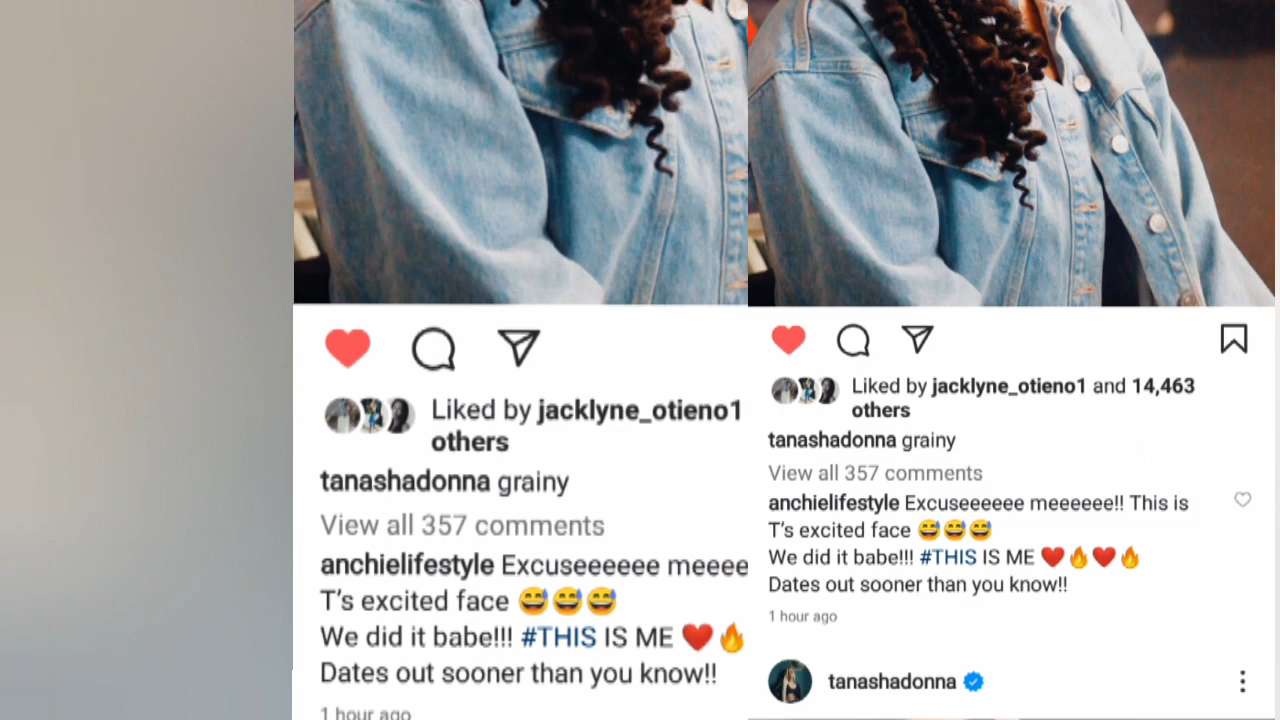 Liked by jacklyne_otieno1
others
tanashadonna grainy
View all 357 comments
anchielifestyle Excuseeeeee meeee
T's excited face 😅😅😅
We did it babe!!! #THIS IS ME ❤️🔥
Dates out sooner than you know!!
1 hour ago
Liked by jacklyne_otieno1 and 14,463
others
tanashadonna grainy
View all 357 comments
anchielifestyle Excuseeeeee meeeeee!! This is
T's excited face 😅😅😅
We did it babe!!! #THIS IS ME ❤️🔥❤️🔥
Dates out sooner than you know!!
1 hour ago
tanashadonna